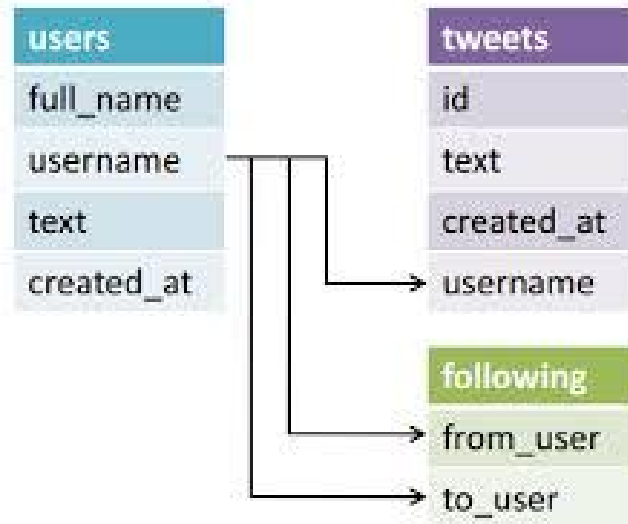 users
full_name
username
text
created_at
tweets
id
text
created_at
username
following
from_user
to_user